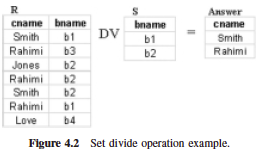 R S Answer
cname bname bname cname
Smith b1 DV b1 = Smith
Rahimi b3 b2 Rahimi
Jones b2
Rahimi b2
Smith b2
Rahimi b1
Love b4
Figure 4.2 Set divide operation example.